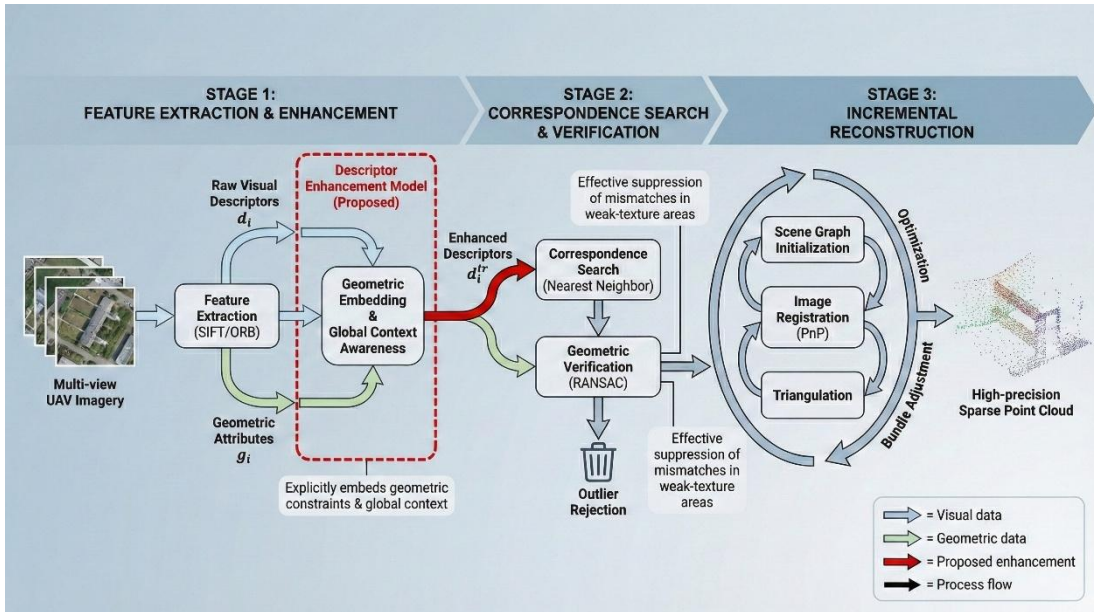 STAGE 1:
FEATURE EXTRACTION & ENHANCEMENT
STAGE 2:
CORRESPONDENCE SEARCH
& VERIFICATION
STAGE 3:
INCREMENTAL
RECONSTRUCTION
Multi-view
UAV Imagery
Feature
Extraction
(SIFT/ORB)
Raw Visual
Descriptors
d_i
Geometric
Attributes
g_i
Descriptor
Enhancement Model
(Proposed)
Geometric
Embedding
&
Global Context
Awareness
Explicitly embeds geometric
constraints & global context
Enhanced
Descriptors
d_i^{tr}
Effective suppression
of mismatches in
weak-texture areas
Correspondence
Search
(Nearest Neighbor)
Geometric
Verification
(RANSAC)
Outlier
Rejection
Effective
suppression of
mismatches in
weak-texture
areas
Scene Graph
Initialization
Image
Registration
(PnP)
Triangulation
Optimization
Bundle Adjustment
High-precision
Sparse Point Cloud
= Visual data
= Geometric data
= Proposed enhancement
= Process flow